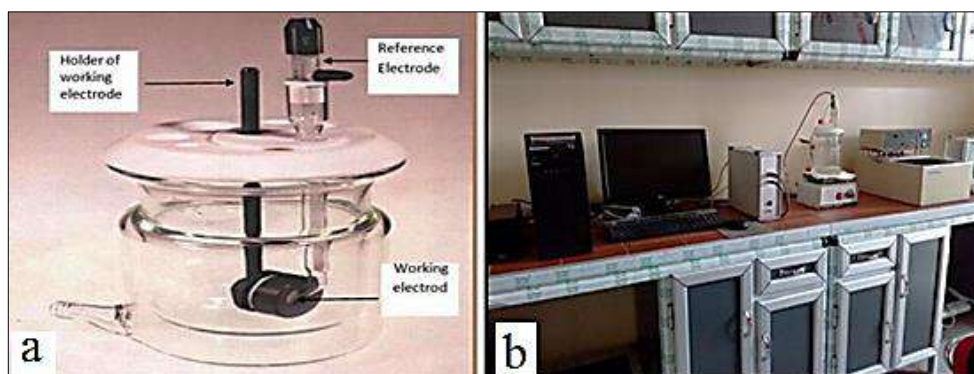 Holder of
working
electrode
Reference
Electrode
Working
electrod
a
b